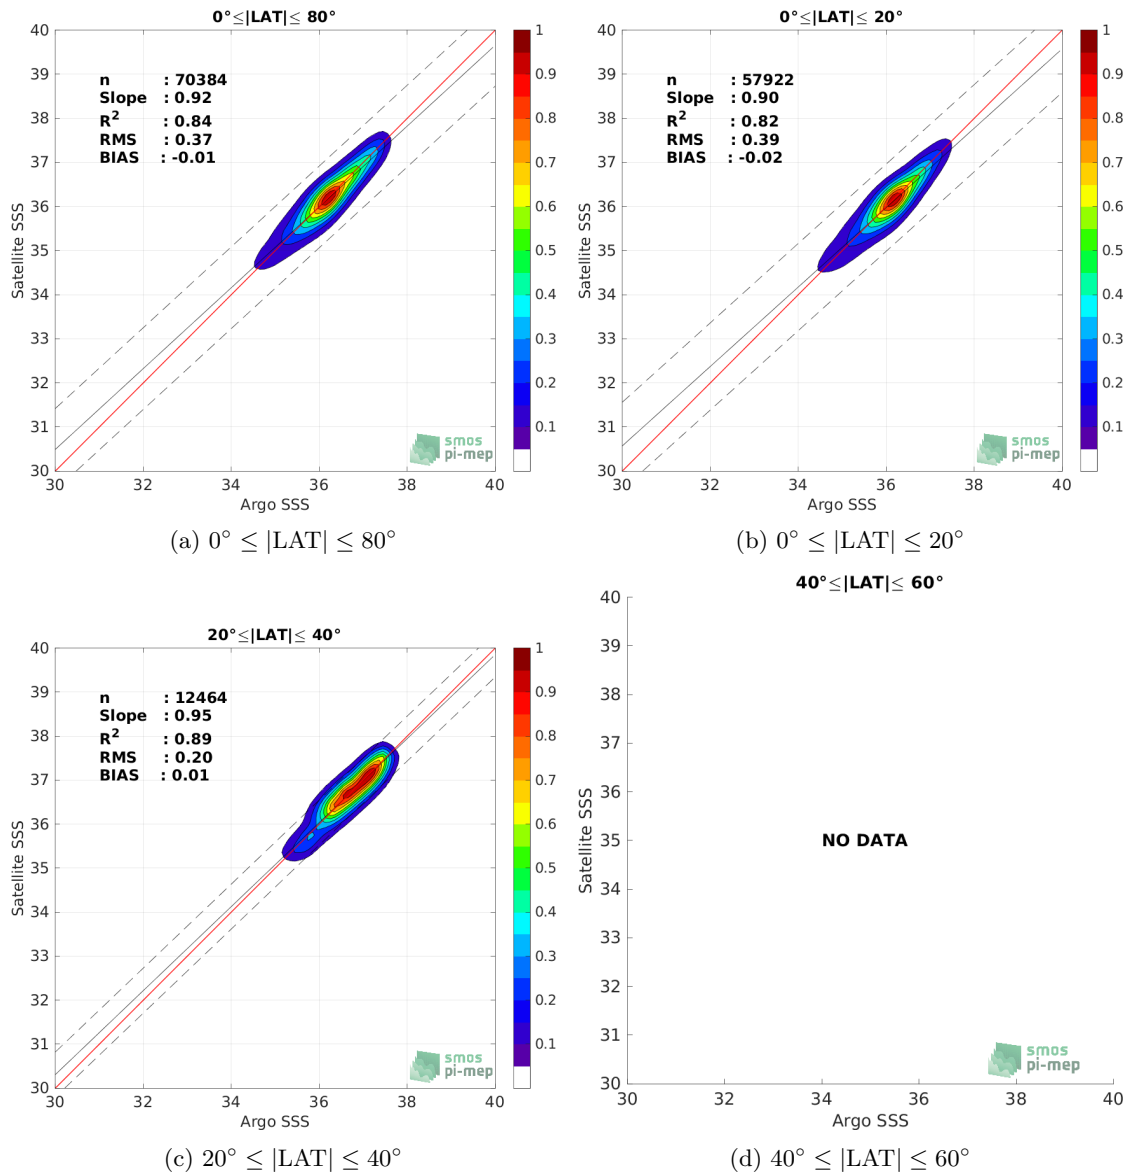 0°≤|LAT|≤ 80°
n : 70384
Slope : 0.92
R² : 0.84
RMS : 0.37
BIAS : -0.01
Satellite SSS
40
39
38
37
36
35
34
33
32
31
30
30 32 34 36 38 40
Argo SSS
1
0.9
0.8
0.7
0.6
0.5
0.4
0.3
0.2
0.1
smos
pi-mep
(a) 0° ≤ |LAT| ≤ 80°
0°≤|LAT|≤ 20°
n : 57922
Slope : 0.90
R² : 0.82
RMS : 0.39
BIAS : -0.02
Satellite SSS
40
39
38
37
36
35
34
33
32
31
30
30 32 34 36 38 40
Argo SSS
1
0.9
0.8
0.7
0.6
0.5
0.4
0.3
0.2
0.1
smos
pi-mep
(b) 0° ≤ |LAT| ≤ 20°
20°≤|LAT|≤ 40°
n : 12464
Slope : 0.95
R² : 0.89
RMS : 0.20
BIAS : 0.01
Satellite SSS
40
39
38
37
36
35
34
33
32
31
30
30 32 34 36 38 40
Argo SSS
1
0.9
0.8
0.7
0.6
0.5
0.4
0.3
0.2
0.1
smos
pi-mep
(c) 20° ≤ |LAT| ≤ 40°
40°≤|LAT|≤ 60°
NO DATA
Satellite SSS
40
39
38
37
36
35
34
33
32
31
30
30 32 34 36 38 40
Argo SSS
smos
pi-mep
(d) 40° ≤ |LAT| ≤ 60°